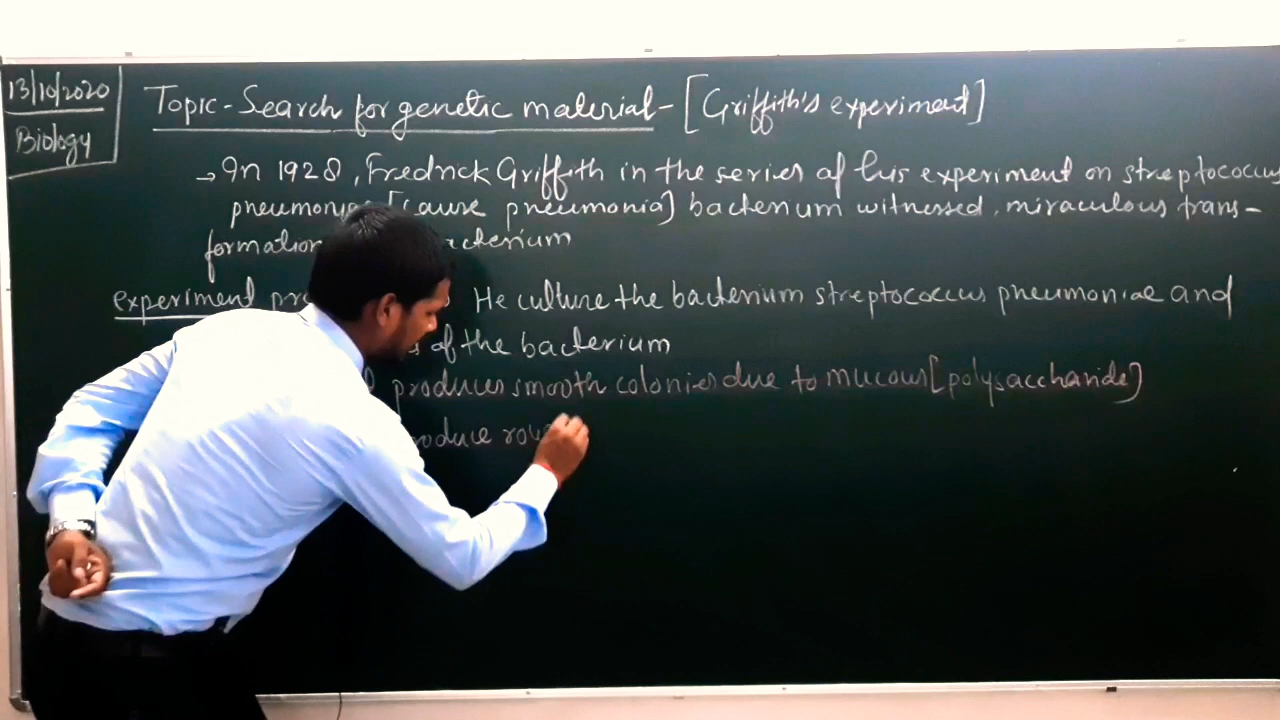 13/10/2020
Biology
Topic - Search for genetic material - [Griffith's experiment]
→ In 1928, Fredrick Griffith in the series of his experiment on streptococcus
pneumoniae [cause pneumonia] bacterium witnessed, miraculous trans-
formation bacterium
experiment He culture the bacterium streptococcus pneumoniae and
of the bacterium
produces smooth colonies due to mucous [polysaccharide]
produce